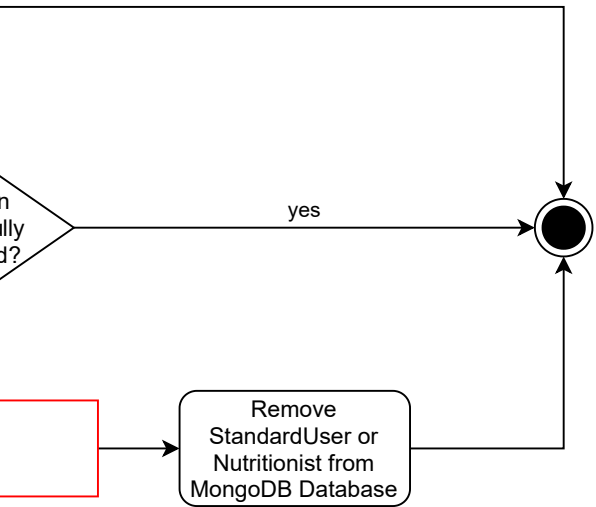 yes
Remove
StandardUser or
Nutritionist from
MongoDB Database